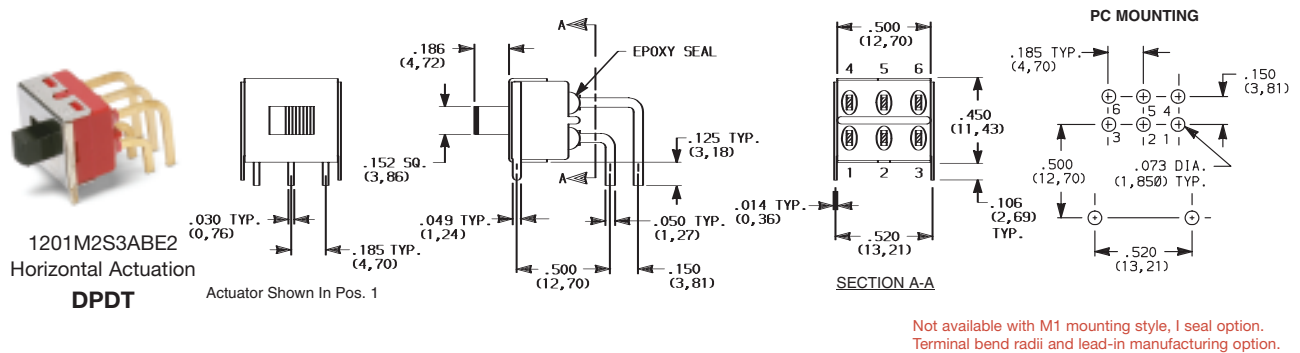 1201M2S3ABE2
Horizontal Actuation
DPDT
.030 TYP.
(0,76)
.185 TYP.
(4,70)
Actuator Shown In Pos. 1
.186
(4,72)
A
EPOXY SEAL
.152 SQ.
(3,86)
.125 TYP.
(3,18)
A
.049 TYP.
(1,24)
.050 TYP.
(1,27)
.500
(12,70)
.150
(3,81)
.500
(12,70)
4 5 6
.450
(11,43)
1 2 3
.014 TYP.
(0,36)
.106
(2,69)
TYP.
.520
(13,21)
SECTION A-A
PC MOUNTING
.185 TYP.
(4,70)
.150
(3,81)
6 5 4
3 2 1
.500
(12,70)
.073 DIA.
(1,850) TYP.
.520
(13,21)
Not available with M1 mounting style, I seal option.
Terminal bend radii and lead-in manufacturing option.